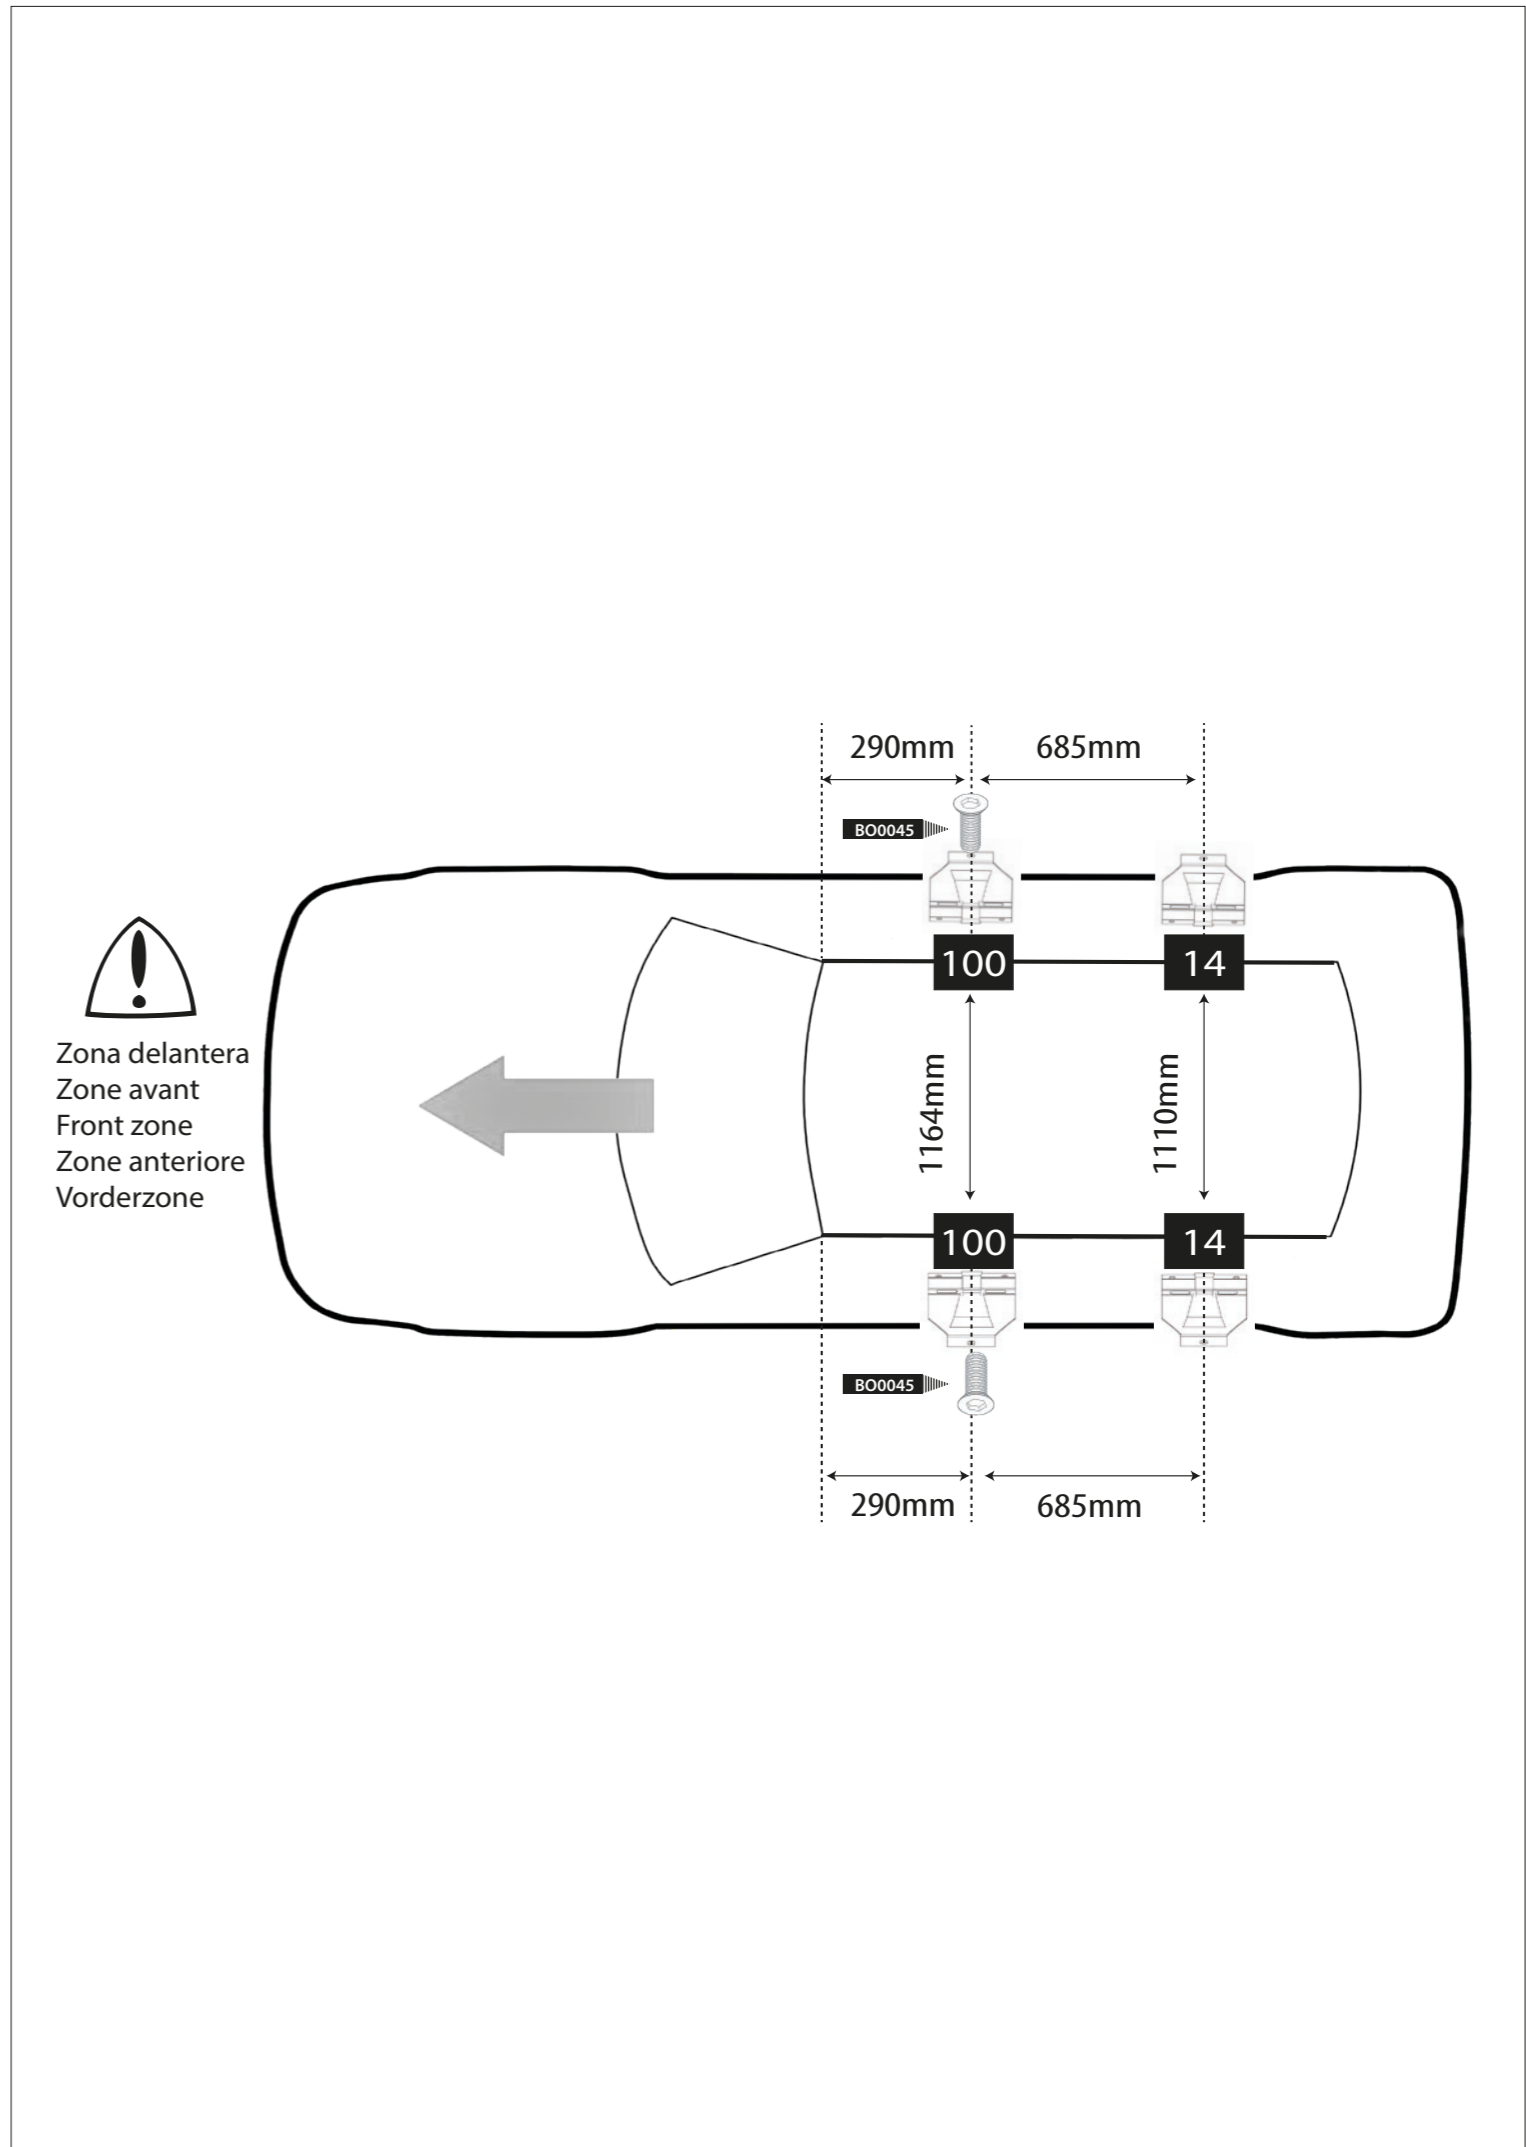 290mm 685mm
BO0045
100 14
Zona delantera
Zone avant
Front zone
Zone anteriore
Vorderzone
1164mm 1110mm
100 14
BO0045
290mm 685mm